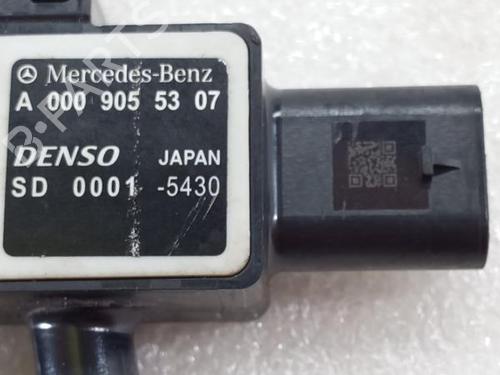 Mercedes-Benz
A 000 905 53 07
DENSO JAPAN
SD 0001 -5430
B-PARTS